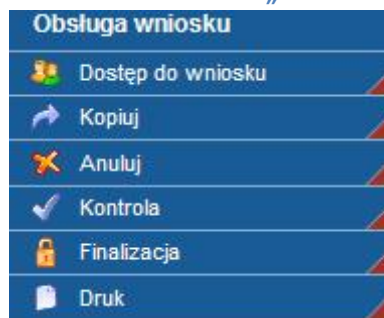 Obsługa wniosku
Dostęp do wniosku
Kopiuj
Anuluj
Kontrola
Finalizacja
Druk